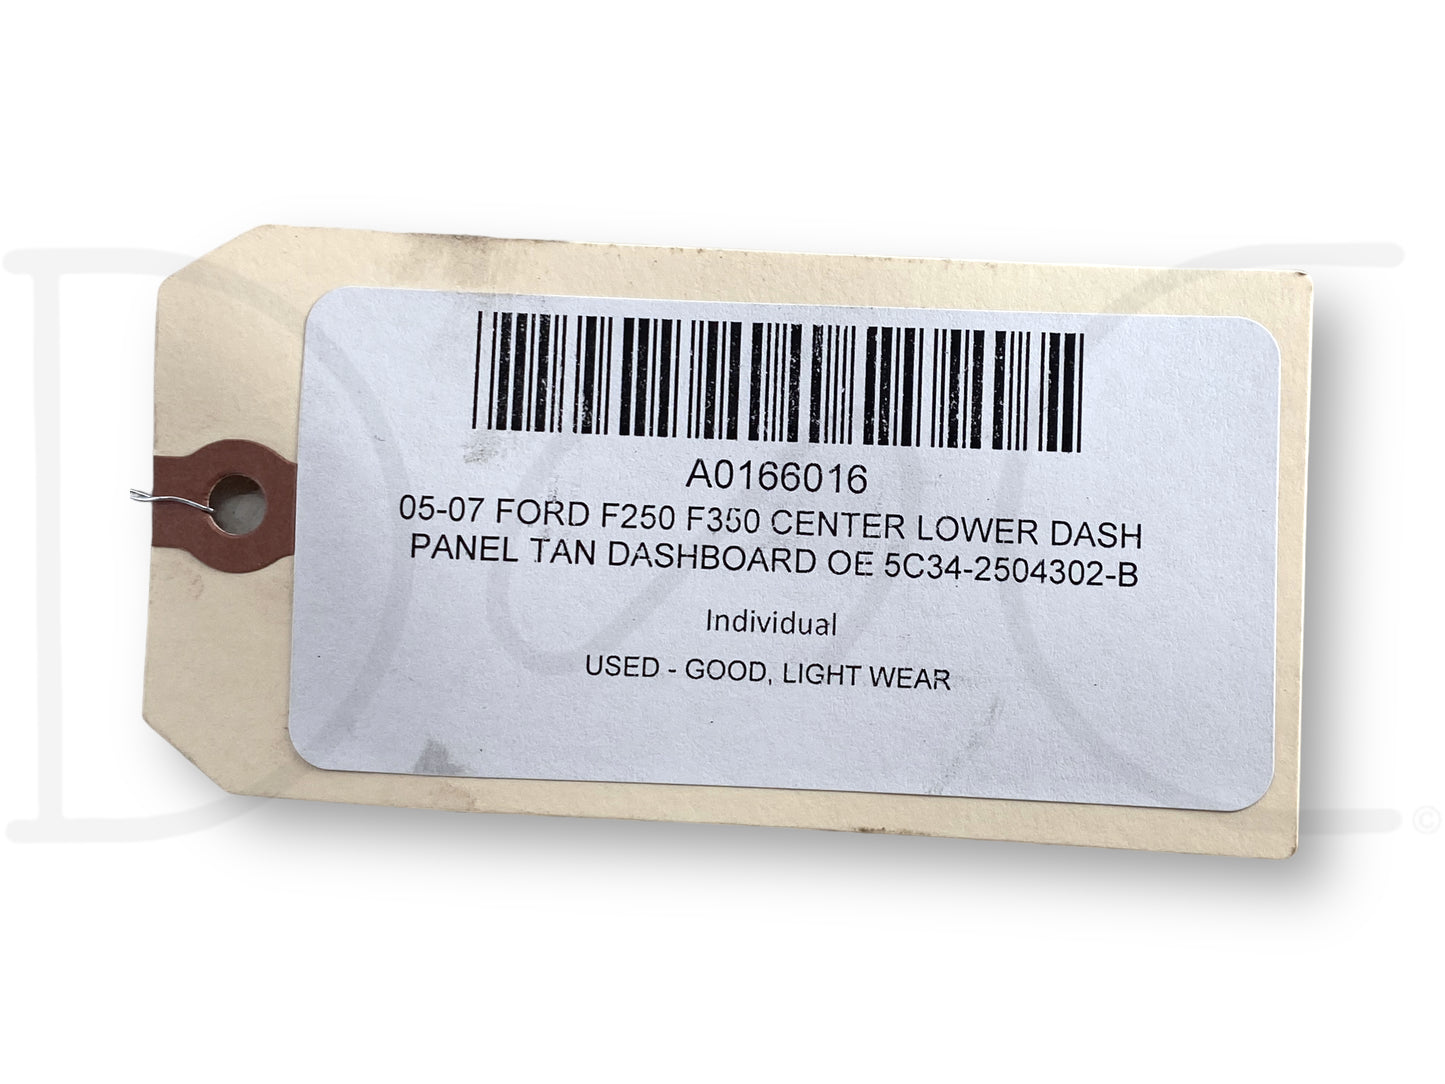 A0166016
05-07 FORD F250 F350 CENTER LOWER DASH
PANEL TAN DASHBOARD OE 5C34-2504302-B
Individual
USED - GOOD, LIGHT WEAR
©